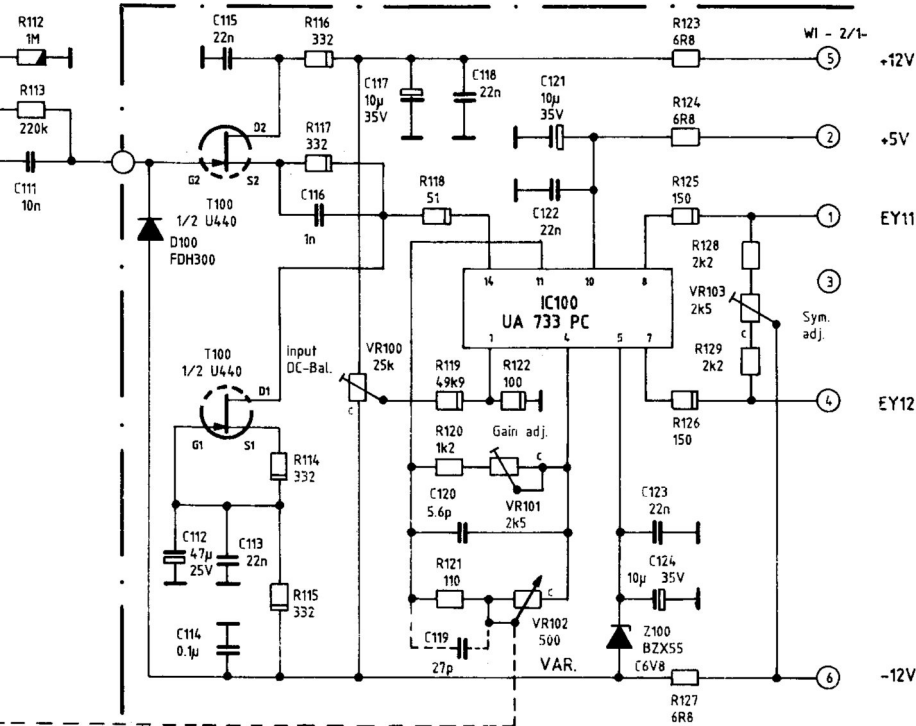 R112
1M
R113
220k
C111
10n
C115
22n
R116
332
D2
G2
S2
T100
1/2 U440
D100
FDH300
R117
332
C116
1n
C117
10µ
35V
C118
22n
R118
51
C121
10µ
35V
C122
22n
R123
6R8
WI - 2/1-
5
+12V
R124
6R8
2
+5V
R125
150
1
EY11
R128
2k2
3
VR103
2k5
C
Sym.
adj.
R129
2k2
4
EY12
R126
150
14
11
10
8
IC100
UA 733 PC
1
4
5
7
T100
1/2 U440
D1
G1
S1
input
DC-Bal.
VR100
25k
C
R119
49k9
R122
100
R120
1k2
Gain adj.
C
VR101
2k5
C120
5.6p
R121
110
C
VR102
500
VAR.
C119
27p
R114
332
C112
47µ
25V
C113
22n
R115
332
C114
0.1µ
C123
22n
C124
10µ 35V
Z100
BZX55
C6V8
R127
6R8
6
-12V